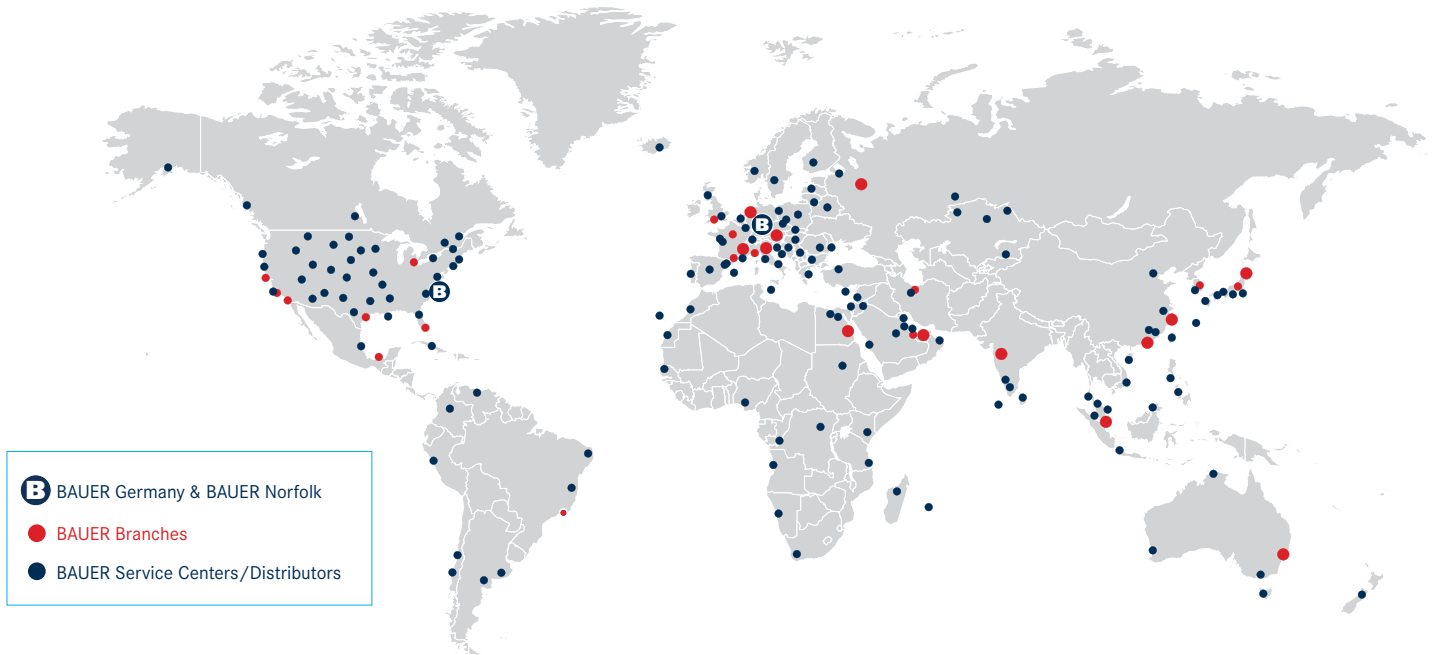 B
B
B BAUER Germany & BAUER Norfolk
BAUER Branches
BAUER Service Centers/Distributors